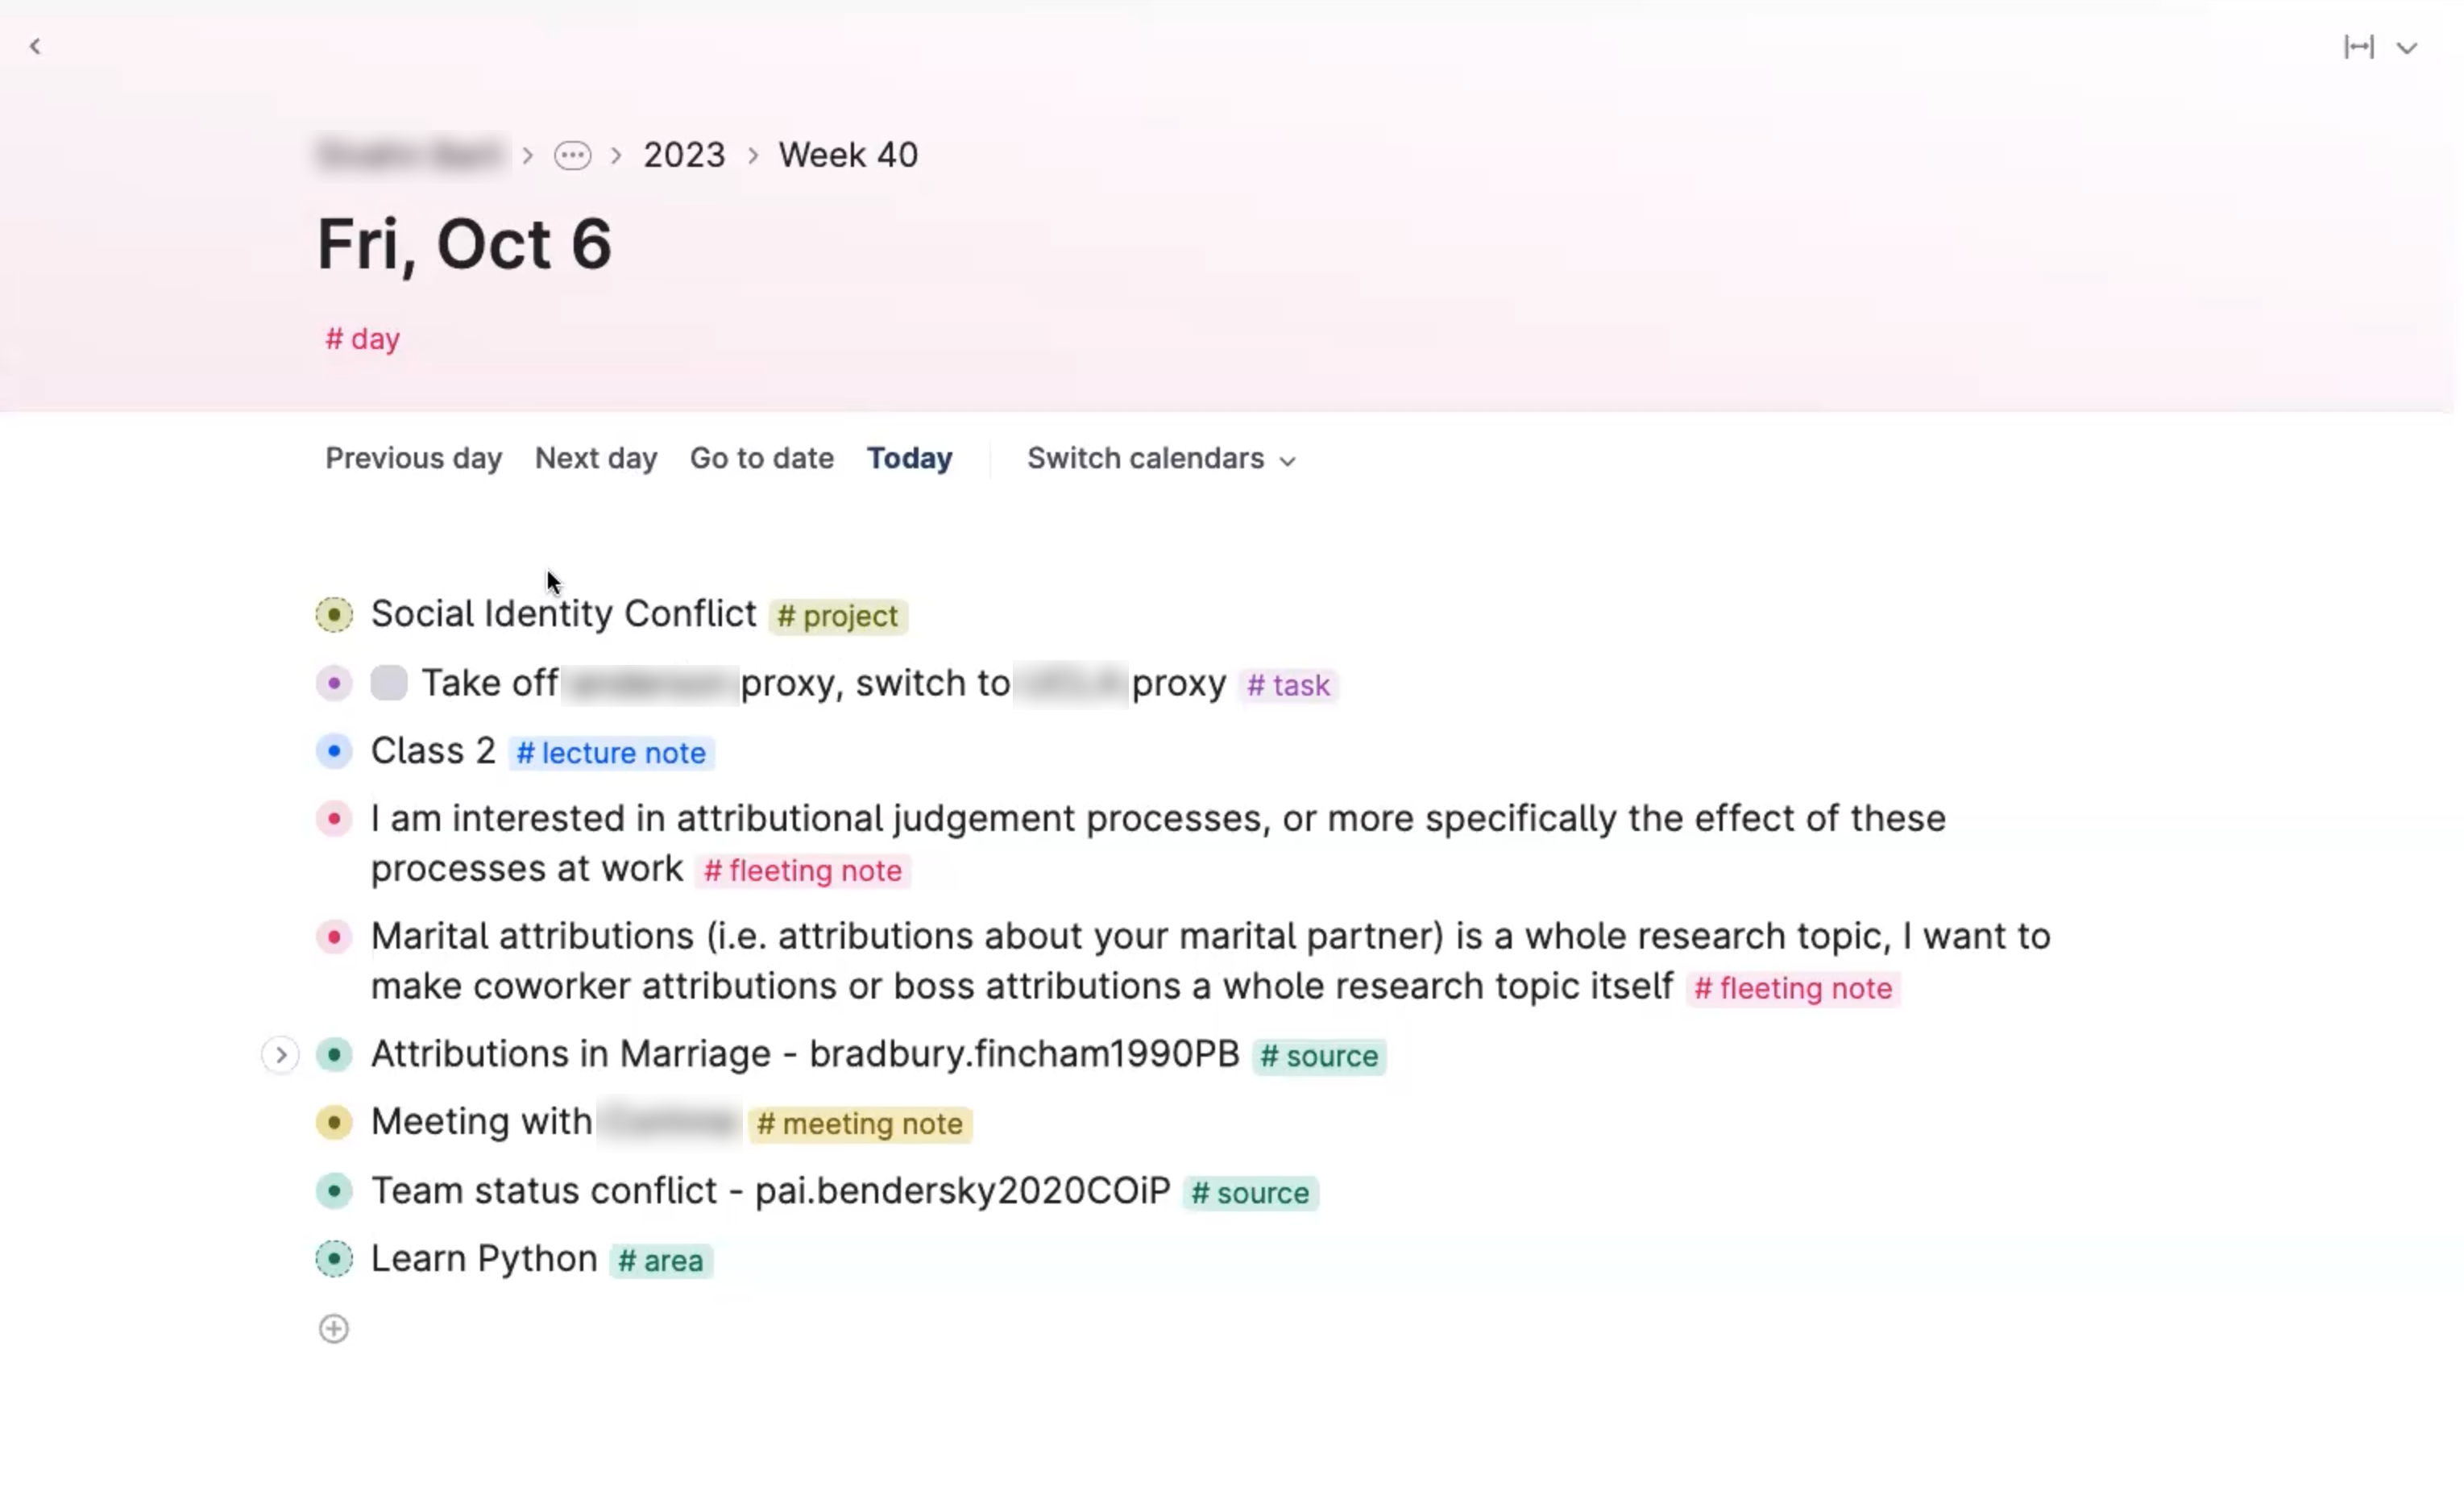 2023 > Week 40
Fri, Oct 6
# day
Previous day Next day Go to date Today Switch calendars
Social Identity Conflict # project
Take off proxy, switch to proxy # task
Class 2 # lecture note
I am interested in attributional judgement processes, or more specifically the effect of these
processes at work # fleeting note
Marital attributions (i.e. attributions about your marital partner) is a whole research topic, I want to
make coworker attributions or boss attributions a whole research topic itself # fleeting note
Attributions in Marriage - bradbury.fincham1990PB # source
Meeting with # meeting note
Team status conflict - pai.bendersky2020COiP # source
Learn Python # area